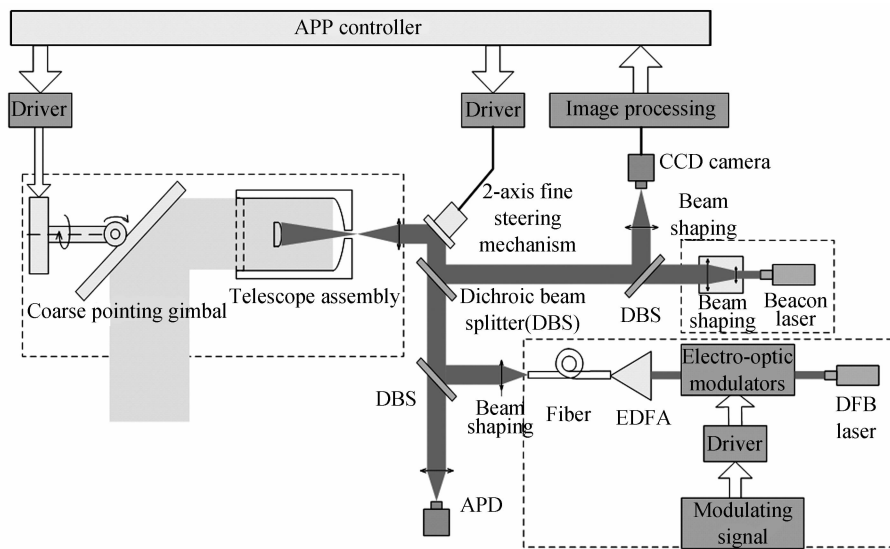 APP controller
Driver
Driver
Image processing
CCD camera
2-axis fine
steering
mechanism
Beam
shaping
Coarse pointing gimbal
Telescope assembly
Dichroic beam
splitter(DBS)
DBS
Beam
shaping
Beacon
laser
DBS
Beam
shaping
Fiber
EDFA
Electro-optic
modulators
DFB
laser
Driver
APD
Modulating
signal